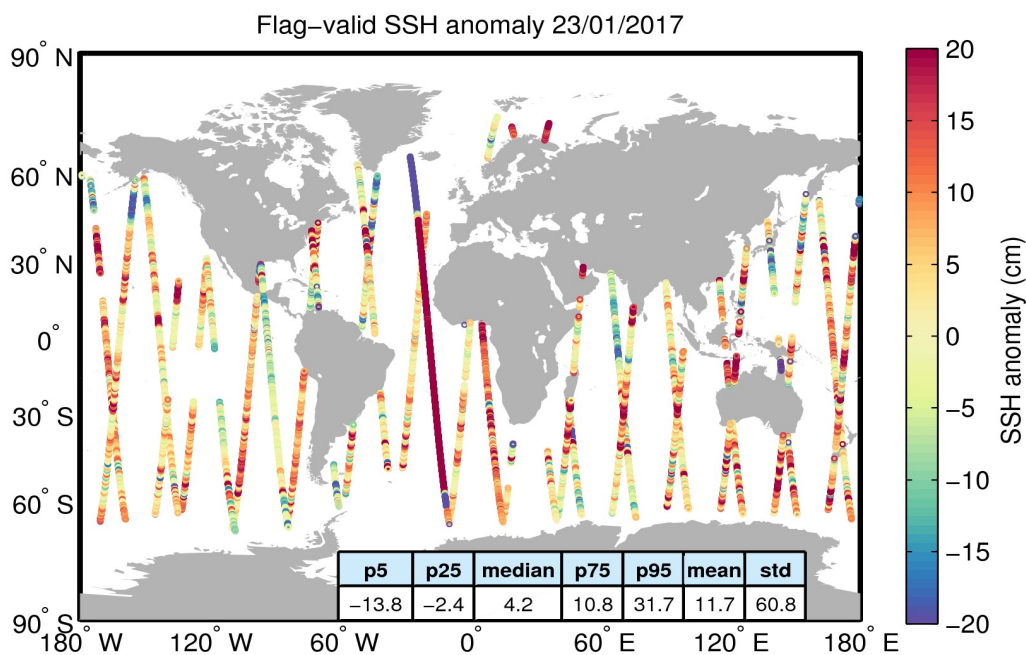 Flag−valid SSH anomaly 23/01/2017
90° N
60° N
30° N
0°
30° S
60° S
90° S
180° W
120° W
60° W
0°
60° E
120° E
180° E
p5 p25 median p75 p95 mean std
−13.8 −2.4 4.2 10.8 31.7 11.7 60.8
20
15
10
5
0
−5
−10
−15
−20
SSH anomaly (cm)